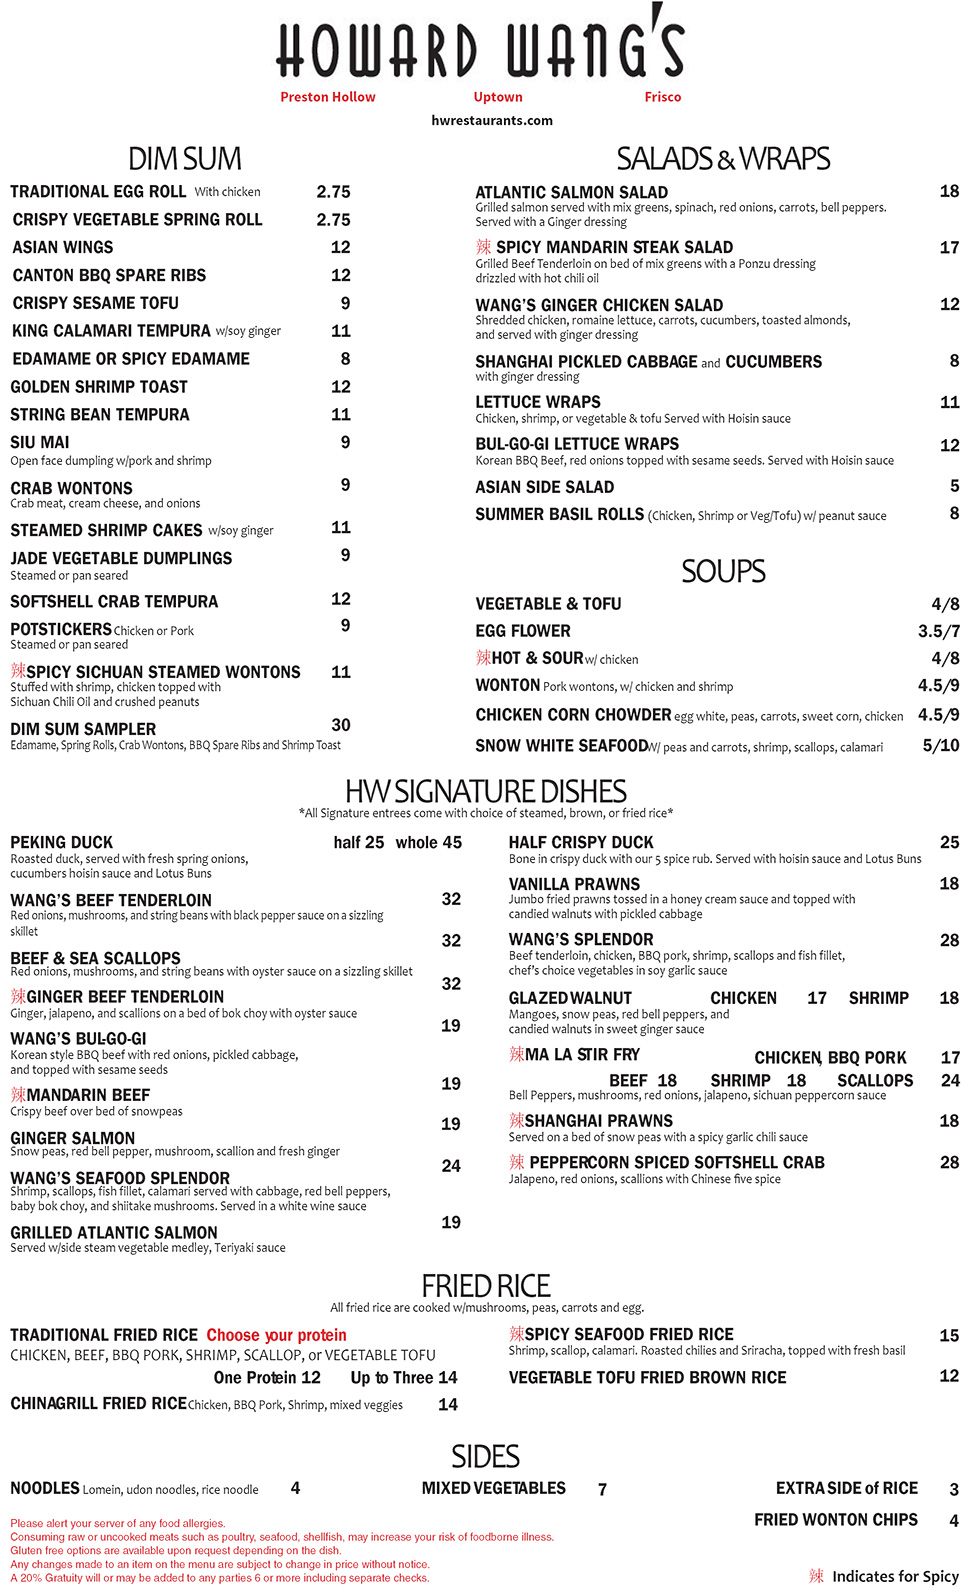 HOWARD WANG'S
Preston Hollow Uptown Frisco
hwrestaurants.com
DIM SUM
TRADITIONAL EGG ROLL With chicken 2.75
CRISPY VEGETABLE SPRING ROLL 2.75
ASIAN WINGS 12
CANTON BBQ SPARE RIBS 12
CRISPY SESAME TOFU 9
KING CALAMARI TEMPURA w/soy ginger 11
EDAMAME OR SPICY EDAMAME 8
GOLDEN SHRIMP TOAST 12
STRING BEAN TEMPURA 11
SIU MAI 9
Open face dumpling w/pork and shrimp
CRAB WONTONS 9
Crab meat, cream cheese, and onions
STEAMED SHRIMP CAKES w/soy ginger 11
JADE VEGETABLE DUMPLINGS 9
Steamed or pan seared
SOFTSHELL CRAB TEMPURA 12
POTSTICKERS Chicken or Pork 9
Steamed or pan seared
辣SPICY SICHUAN STEAMED WONTONS 11
Stuffed with shrimp, chicken topped with
Sichuan Chili Oil and crushed peanuts
DIM SUM SAMPLER 30
Edamame, Spring Rolls, Crab Wontons, BBQ Spare Ribs and Shrimp Toast
SALADS & WRAPS
ATLANTIC SALMON SALAD 18
Grilled salmon served with mix greens, spinach, red onions, carrots, bell peppers.
Served with a Ginger dressing
辣 SPICY MANDARIN STEAK SALAD 17
Grilled Beef Tenderloin on bed of mix greens with a Ponzu dressing
drizzled with hot chili oil
WANG'S GINGER CHICKEN SALAD 12
Shredded chicken, romaine lettuce, carrots, cucumbers, toasted almonds,
and served with ginger dressing
SHANGHAI PICKLED CABBAGE and CUCUMBERS 8
with ginger dressing
LETTUCE WRAPS 11
Chicken, shrimp, or vegetable & tofu Served with Hoisin sauce
BUL-GO-GI LETTUCE WRAPS 12
Korean BBQ Beef, red onions topped with sesame seeds. Served with Hoisin sauce
ASIAN SIDE SALAD 5
SUMMER BASIL ROLLS (Chicken, Shrimp or Veg/Tofu) w/ peanut sauce 8
SOUPS
VEGETABLE & TOFU 4/8
EGG FLOWER 3.5/7
辣HOT & SOUR w/ chicken 4/8
WONTON Pork wontons, w/ chicken and shrimp 4.5/9
CHICKEN CORN CHOWDER egg white, peas, carrots, sweet corn, chicken 4.5/9
SNOW WHITE SEAFOOD W/ peas and carrots, shrimp, scallops, calamari 5/10
HW SIGNATURE DISHES
*All Signature entrees come with choice of steamed, brown, or fried rice*
PEKING DUCK half 25 whole 45
Roasted duck, served with fresh spring onions,
cucumbers hoisin sauce and Lotus Buns
WANG'S BEEF TENDERLOIN 32
Red onions, mushrooms, and string beans with black pepper sauce on a sizzling
skillet
BEEF & SEA SCALLOPS 32
Red onions, mushrooms, and string beans with oyster sauce on a sizzling skillet
辣GINGER BEEF TENDERLOIN 32
Ginger, jalapeno, and scallions on a bed of bok choy with oyster sauce
WANG'S BUL-GO-GI 19
Korean style BBQ beef with red onions, pickled cabbage,
and topped with sesame seeds
辣MANDARIN BEEF 19
Crispy beef over bed of snowpeas
GINGER SALMON 19
Snow peas, red bell pepper, mushroom, scallion and fresh ginger
WANG'S SEAFOOD SPLENDOR 24
Shrimp, scallops, fish fillet, calamari served with cabbage, red bell peppers,
baby bok choy, and shiitake mushrooms. Served in a white wine sauce
GRILLED ATLANTIC SALMON 19
Served w/side steam vegetable medley, Teriyaki sauce
HALF CRISPY DUCK 25
Bone in crispy duck with our 5 spice rub. Served with hoisin sauce and Lotus Buns
VANILLA PRAWNS 18
Jumbo fried prawns tossed in a honey cream sauce and topped with
candied walnuts with pickled cabbage
WANG'S SPLENDOR 28
Beef tenderloin, chicken, BBQ pork, shrimp, scallops and fish fillet,
chef's choice vegetables in soy garlic sauce
GLAZED WALNUT CHICKEN 17 SHRIMP 18
Mangoes, snow peas, red bell peppers, and
candied walnuts in sweet ginger sauce
辣MA LA STIR FRY CHICKEN, BBQ PORK 17
BEEF 18 SHRIMP 18 SCALLOPS 24
Bell Peppers, mushrooms, red onions, jalapeno, sichuan peppercorn sauce
辣SHANGHAI PRAWNS 18
Served on a bed of snow peas with a spicy garlic chili sauce
辣 PEPPERCORN SPICED SOFTSHELL CRAB 28
Jalapeno, red onions, scallions with Chinese five spice
FRIED RICE
All fried rice are cooked w/mushrooms, peas, carrots and egg.
TRADITIONAL FRIED RICE Choose your protein
CHICKEN, BEEF, BBQ PORK, SHRIMP, SCALLOP, or VEGETABLE TOFU
One Protein 12 Up to Three 14
CHINAGRILL FRIED RICE Chicken, BBQ Pork, Shrimp, mixed veggies 14
辣SPICY SEAFOOD FRIED RICE 15
Shrimp, scallop, calamari. Roasted chilies and Sriracha, topped with fresh basil
VEGETABLE TOFU FRIED BROWN RICE 12
SIDES
NOODLES Lomein, udon noodles, rice noodle 4
MIXED VEGETABLES 7
EXTRA SIDE of RICE 3
FRIED WONTON CHIPS 4
Please alert your server of any food allergies.
Consuming raw or uncooked meats such as poultry, seafood, shellfish, may increase your risk of foodborne illness.
Gluten free options are available upon request depending on the dish.
Any changes made to an item on the menu are subject to change in price without notice.
A 20% Gratuity will or may be added to any parties 6 or more including separate checks.
辣 Indicates for Spicy